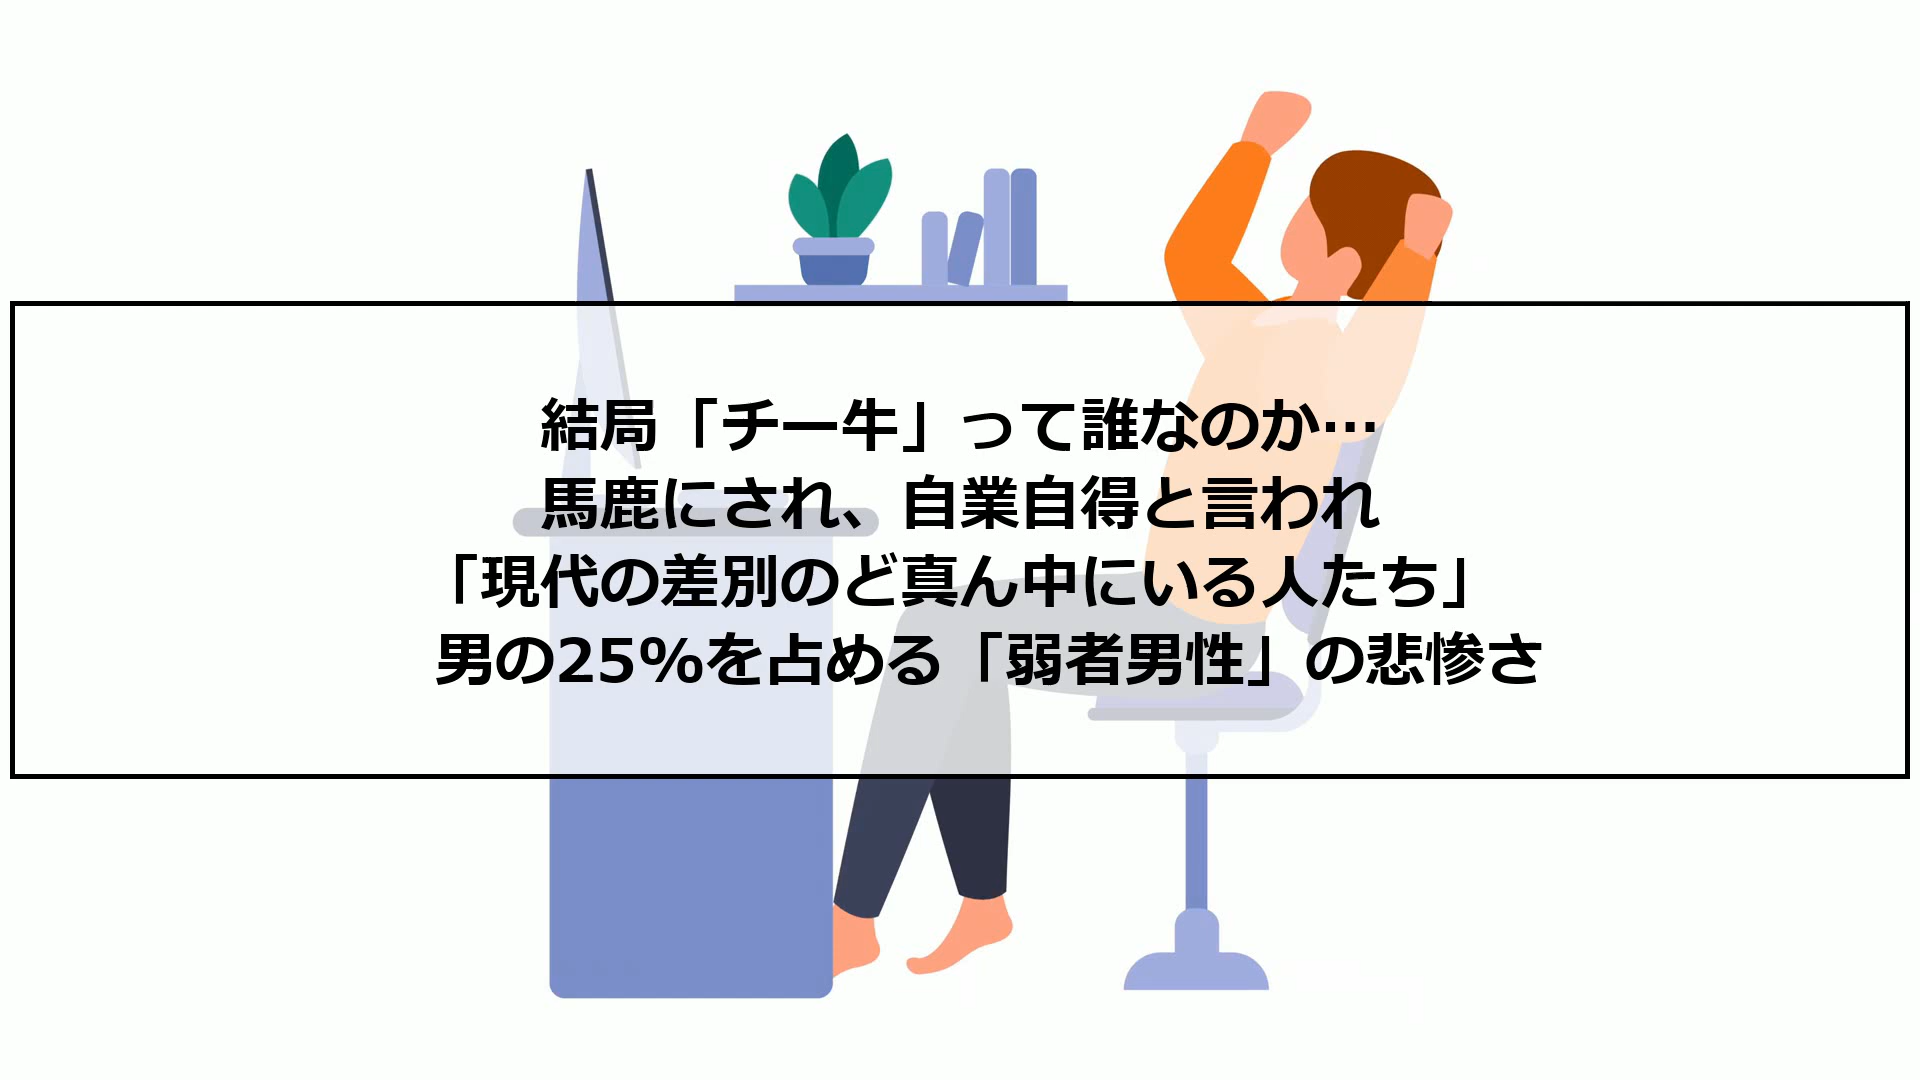 結局「チー牛」って誰なのか…
馬鹿にされ、自業自得と言われ
「現代の差別のど真ん中にいる人たち」
男の25%を占める「弱者男性」の悲惨さ